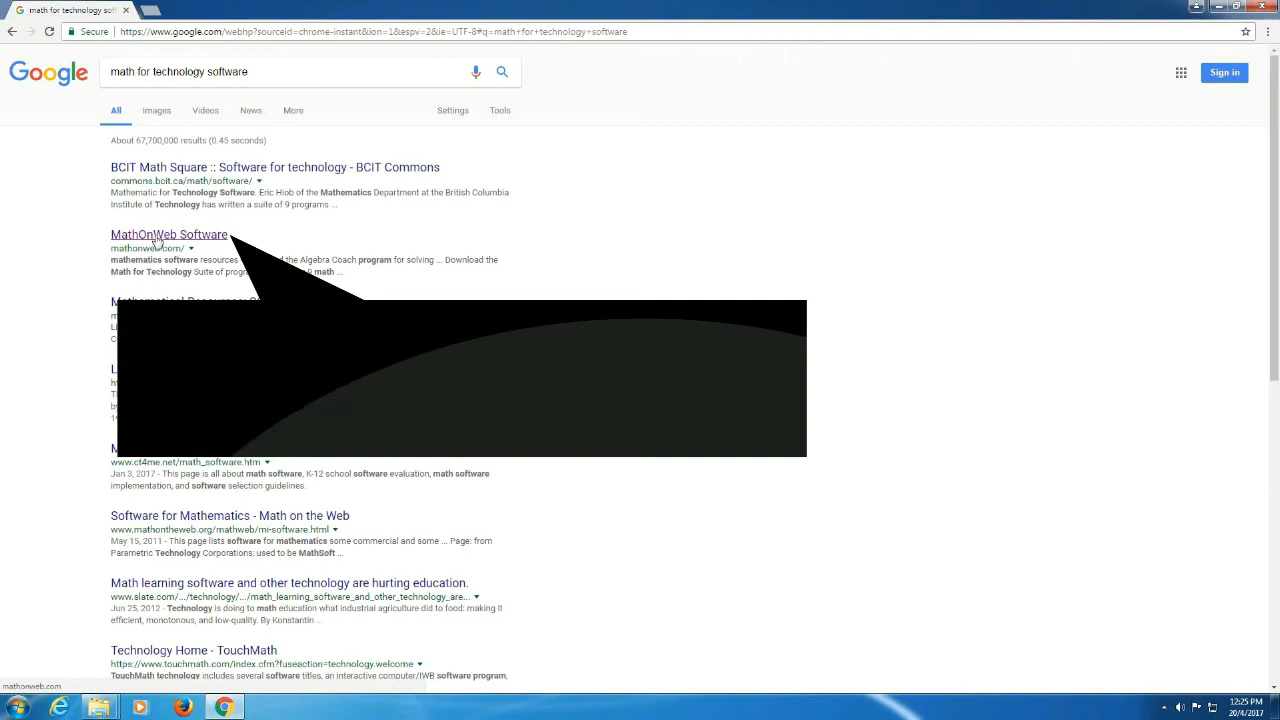 math for technology sof
Secure
https://www.google.com/webhp?sourceid=chrome-instant&ion=1&espv=2&ie=UTF-8#q=math+for+technology+software
Google
math for technology software
Sign in
All Images Videos News More Settings Tools
About 67,700,000 results (0.45 seconds)
BCIT Math Square :: Software for technology - BCIT Commons
commons.bcit.ca/math/software/
Mathematic for Technology Software. Eric Hiob of the Mathematics Department at the British Columbia
Institute of Technology has written a suite of 9 programs ...
MathOnWeb Software
mathonweb.com/
mathematics software resources the Algebra Coach program for solving ... Download the
Math for Technology Suite of 9 math ...
www.ct4me.net/math_software.htm
Jan 3, 2017 - This page is all about math software, K-12 school software evaluation, math software
implementation, and software selection guidelines.
Software for Mathematics - Math on the Web
www.mathontheweb.org/mathweb/mi-software.html
May 15, 2011 - This page lists software for mathematics some commercial and some ... Page: from
Parametric Technology Corporations; used be MathSoft ...
Math learning software and other technology are hurting education.
www.slate.com/.../technology/.../math_learning_software_and_other_technology_are...
Jun 25, 2012 - Technology is doing to math education what industrial agriculture did to food: making it
efficient, monotonous, and low-quality. By Konstantin ...
Technology Home - TouchMath
https://www.touchmath.com/index.cfm?fuseaction=technology.welcome
TouchMath technology includes several software titles, an interactive computer/IWB software program,
mathonweb.com
12:25 PM
20/4/2017